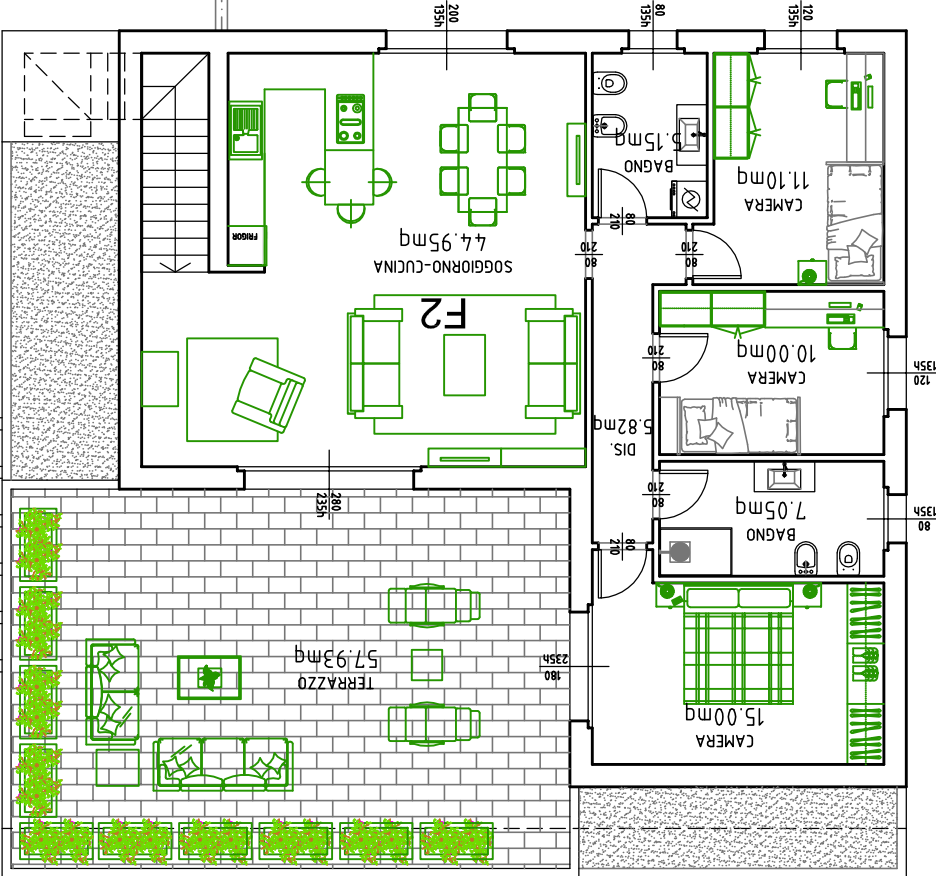 200
135h
80
135h
120
135h
5.15mq
BAGNO
11.10mq
CAMERA
FRIGOR
44.95mq
SOGGIORNO-CUCINA
80
210
210
80
210
80
F2
10.00mq
CAMERA
210
80
135h
120
5.82mq
DIS.
280
235h
210
80
7.05mq
BAGNO
135h
80
80
210
57.93mq
TERRAZZO
235h
180
15.00mq
CAMERA